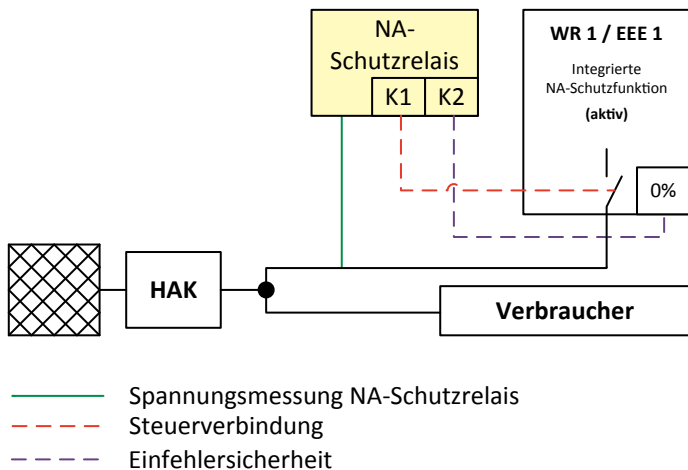 NA-
Schutzrelais
K1 K2
WR 1 / EEE 1
Integrierte
NA-Schutzfunktion
(aktiv)
0%
HAK
Verbraucher
Spannungsmessung NA-Schutzrelais
Steuerverbindung
Einfehlersicherheit